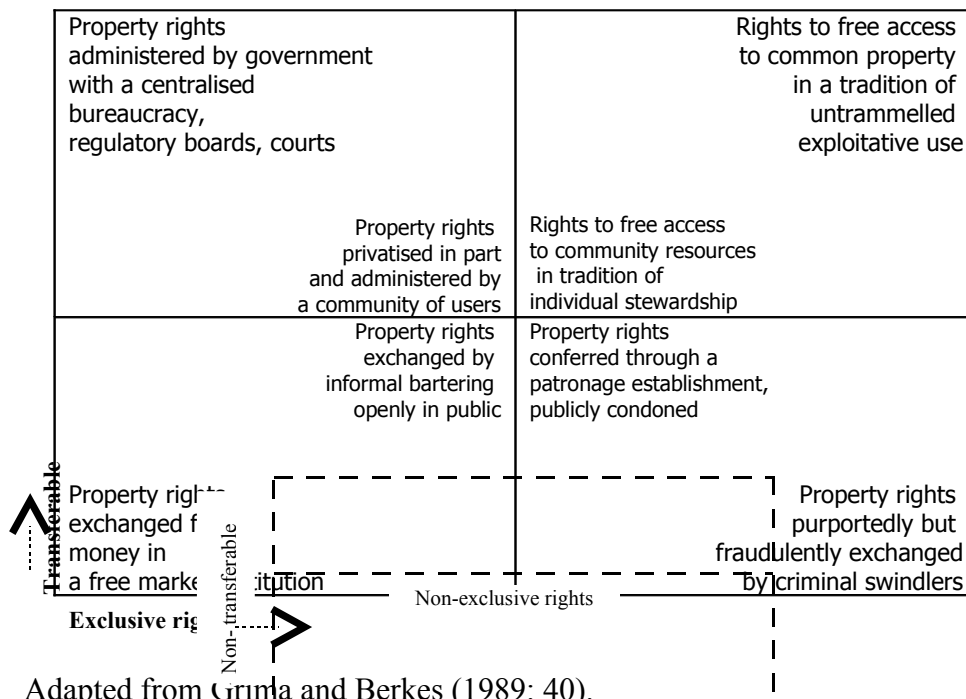 Property rights
administered by government
with a centralised
bureaucracy,
regulatory boards, courts
Rights to free access
to common property
in a tradition of
untrammelled
exploitative use
Property rights
privatised in part
and administered by
a community of users
Rights to free access
to community resources
in tradition of
individual stewardship
Property rights
exchanged by
informal bartering
openly in public
Property rights
conferred through a
patronage establishment,
publicly condoned
Transferable
Property
exchanged
money in
a free
Non- transferable
Property rights
purportedly but
fraudulently exchanged
by criminal swindlers
Exclusive
Non-exclusive rights
Adapted from Grima and Berkes (1989: 40).